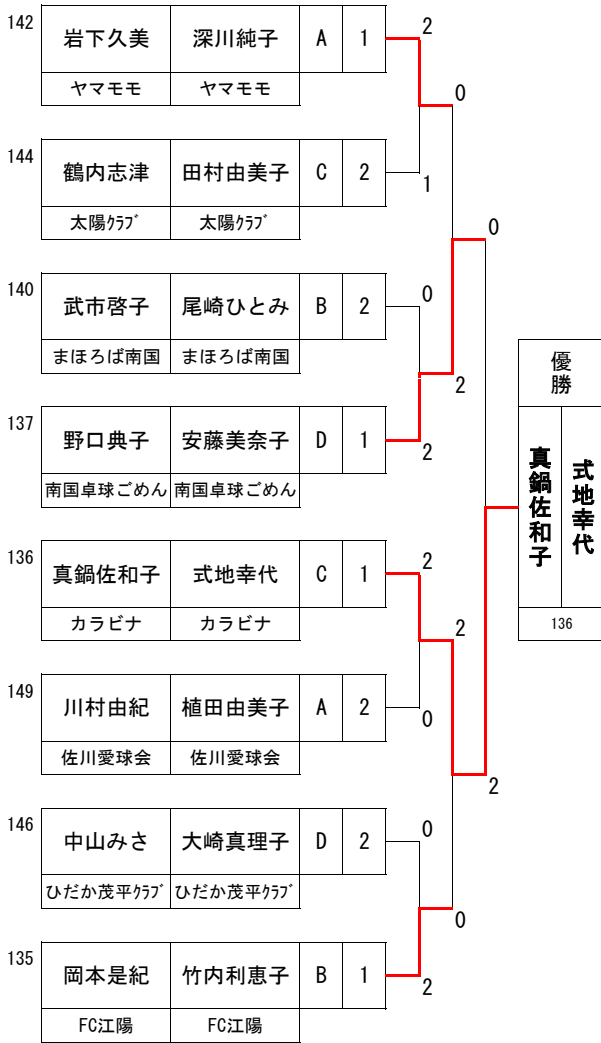 142 岩下久美 深川純子 A 1 2
ヤマモモ ヤマモモ
0
144 鶴内志津 田村由美子 C 2 1
太陽ｸﾗﾌﾞ 太陽ｸﾗﾌﾞ
0
140 武市啓子 尾崎ひとみ B 2 0
まほろば南国 まほろば南国
2
137 野口典子 安藤美奈子 D 1 2
南国卓球ごめん 南国卓球ごめん
136 真鍋佐和子 式地幸代 C 1 2
カラビナ カラビナ
2
149 川村由紀 植田由美子 A 2 0
佐川愛球会 佐川愛球会
2
146 中山みさ 大崎真理子 D 2 0
ひだか茂平ｸﾗﾌﾞ ひだか茂平ｸﾗﾌﾞ
0
135 岡本是紀 竹内利恵子 B 1 2
FC江陽 FC江陽
優勝
真鍋佐和子
式地幸代
136